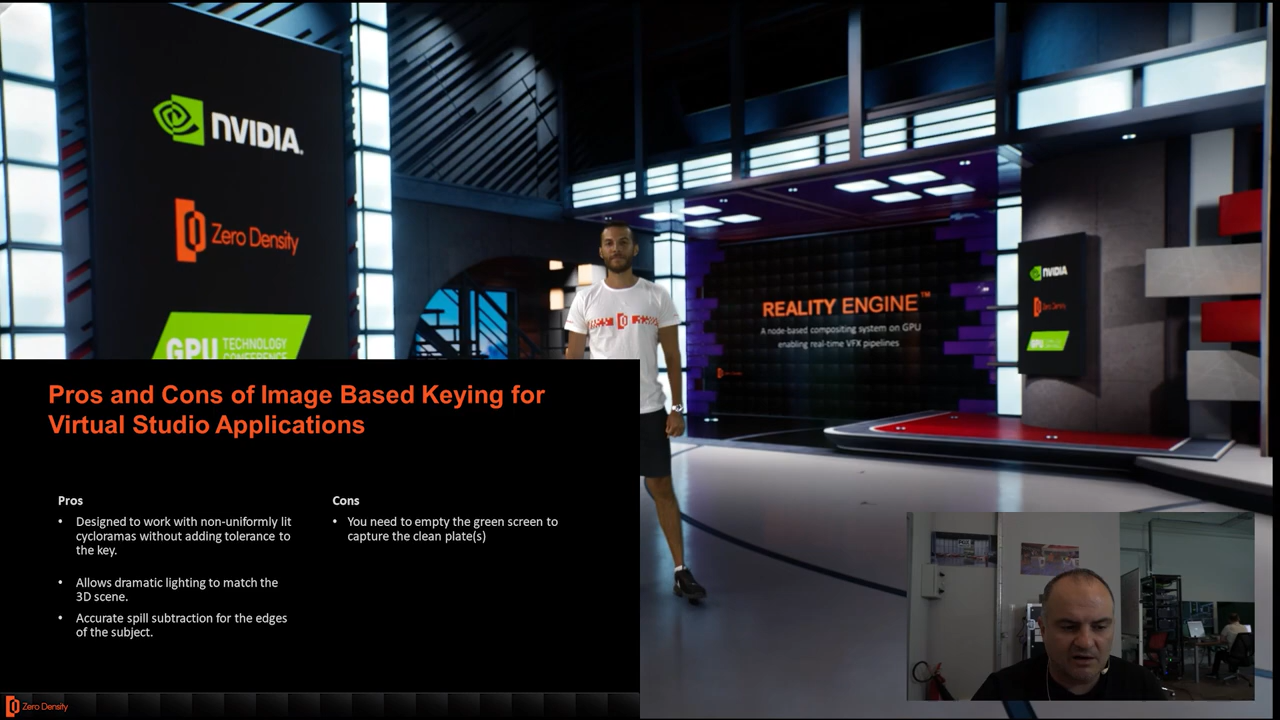 NVIDIA.
Zero Density
GPU TECHNOLOGY
CONFERENCE
REALITY ENGINE™
A node-based compositing system on GPU
enabling real-time VFX pipelines
NVIDIA
Pros and Cons of Image Based Keying for
Virtual Studio Applications
Pros
• Designed to work with non-uniformly lit
cycloramas without adding tolerance to
the key.
• Allows dramatic lighting to match the
3D scene.
• Accurate spill subtraction for the edges
of the subject.
Cons
• You need to empty the green screen to
capture the clean plate(s)
Zero Density